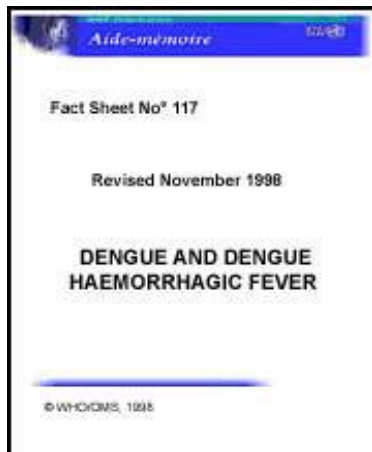 Aide-mémoire
Fact Sheet No° 117
Revised November 1998
DENGUE AND DENGUE
HAEMORRHAGIC FEVER
© WHO/OMS, 1998